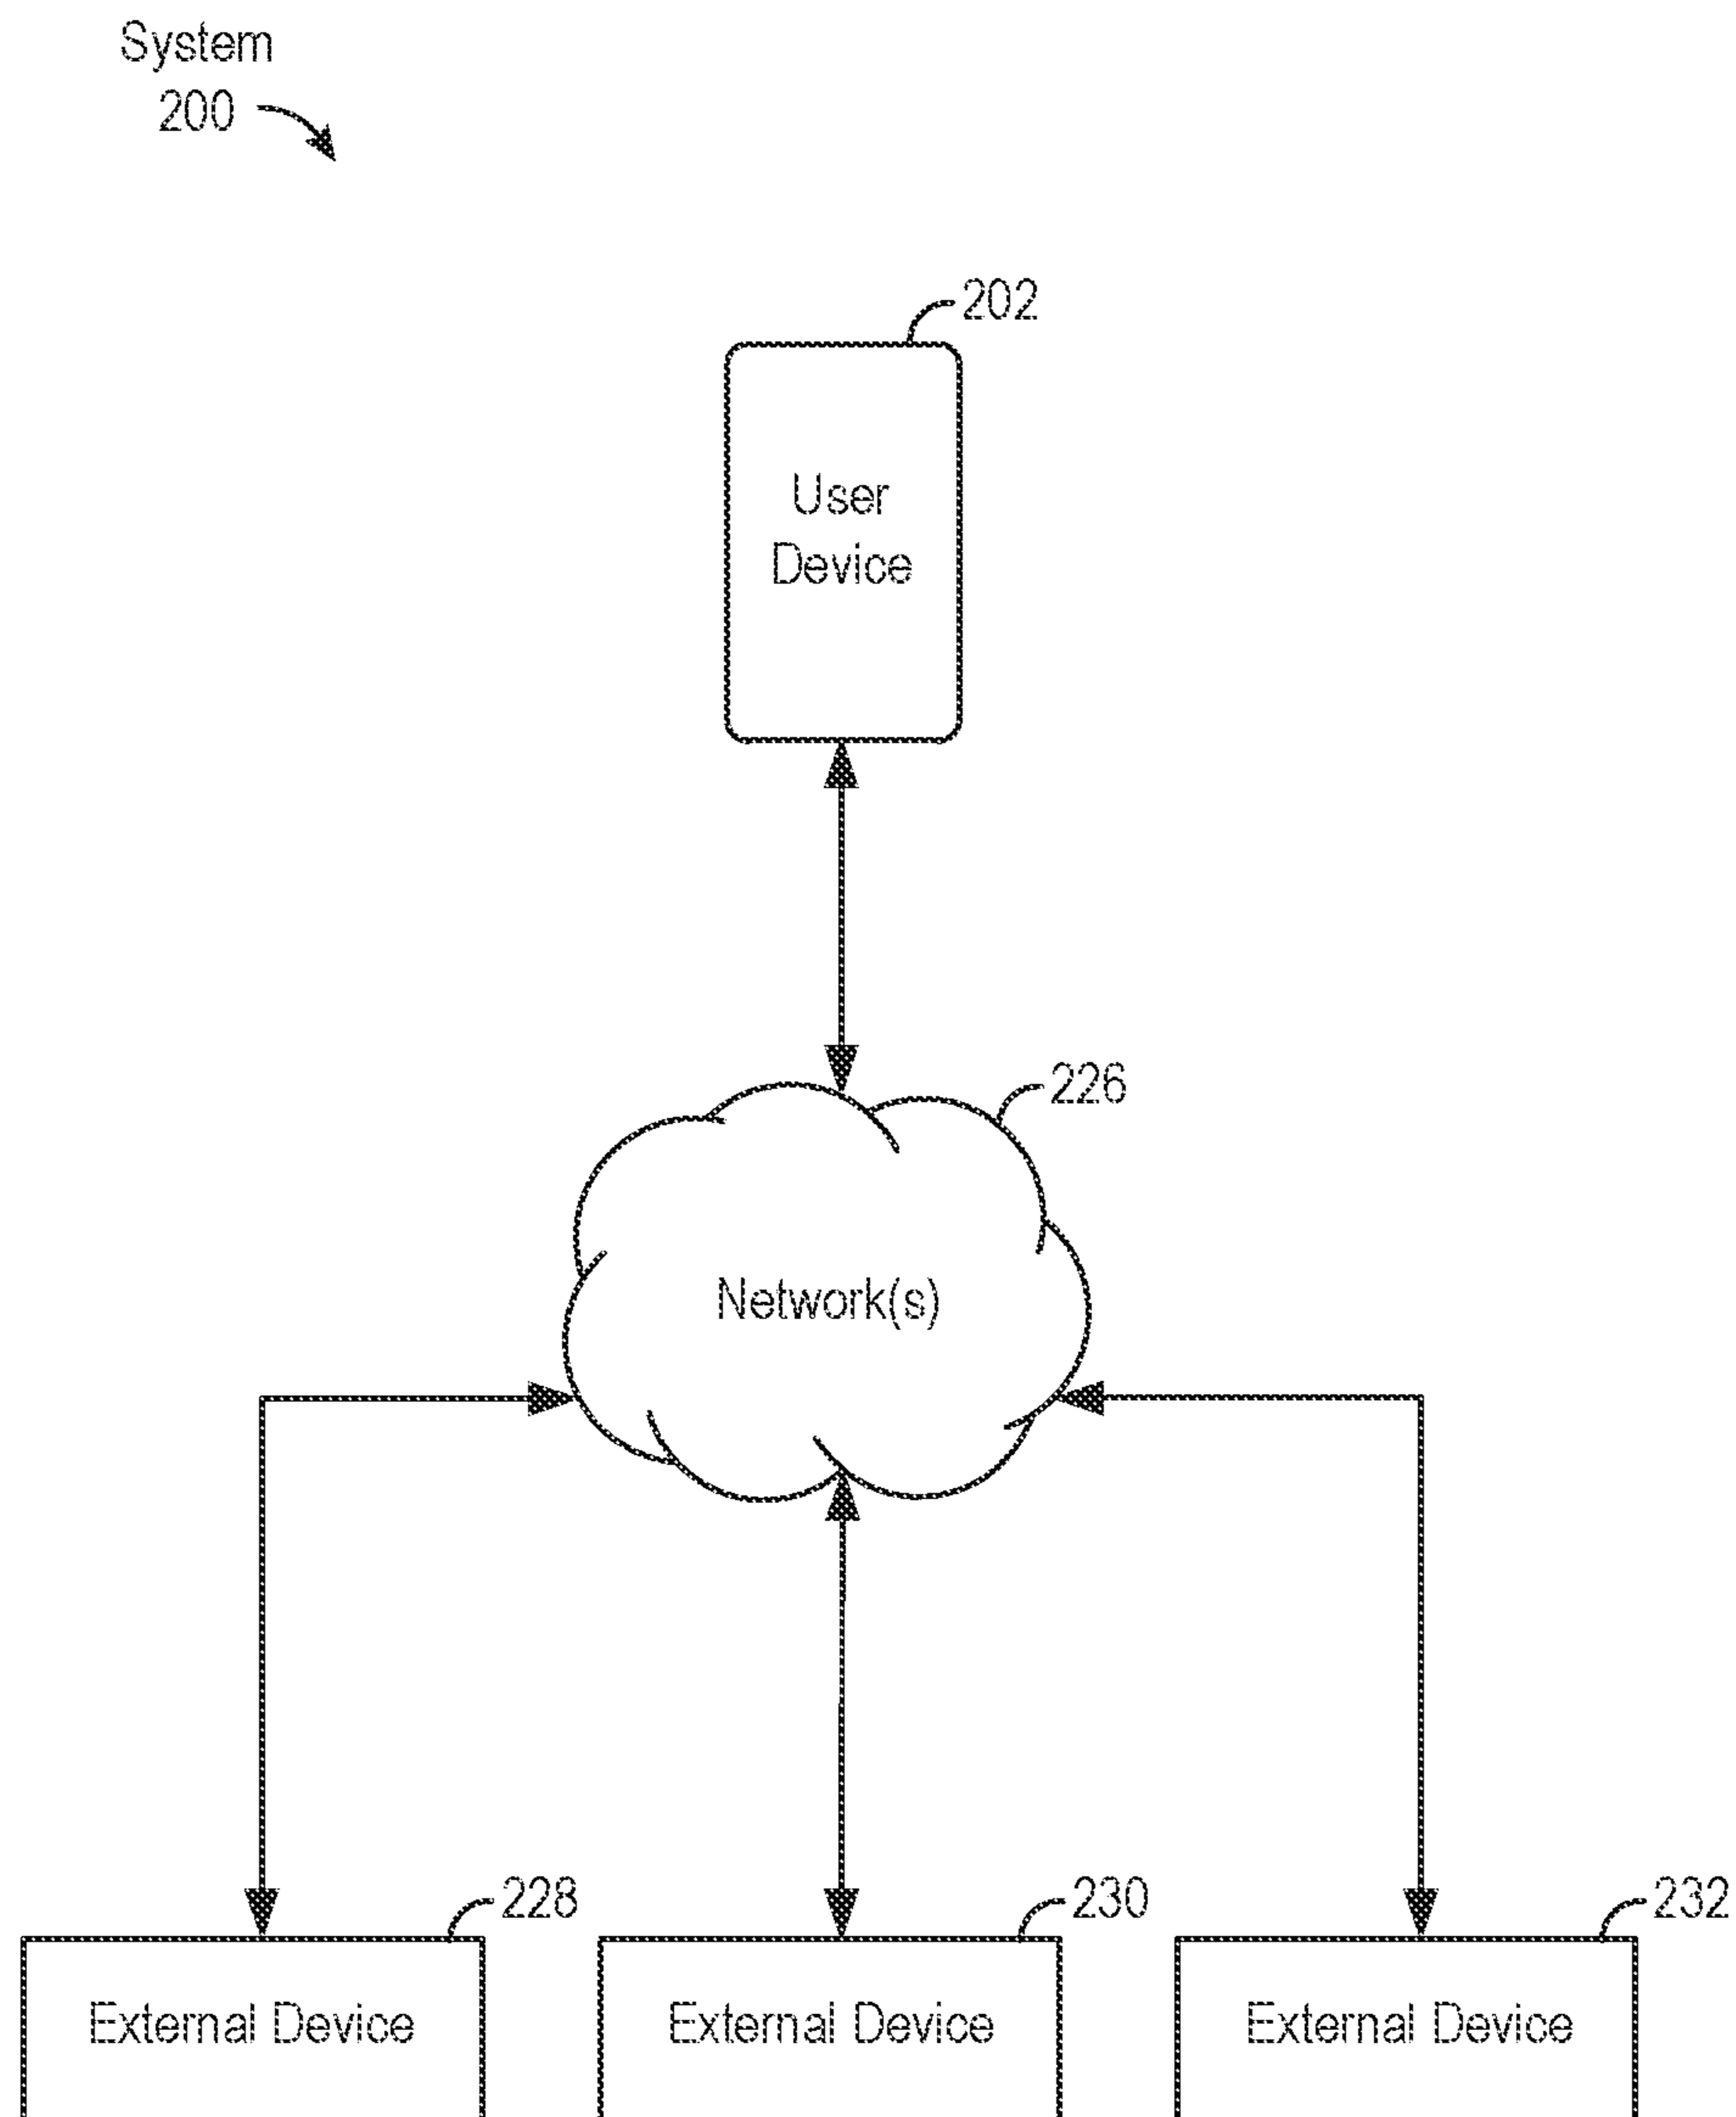 System
200
202
User
Device
226
Network(s)
228
230
232
External Device
External Device
External Device